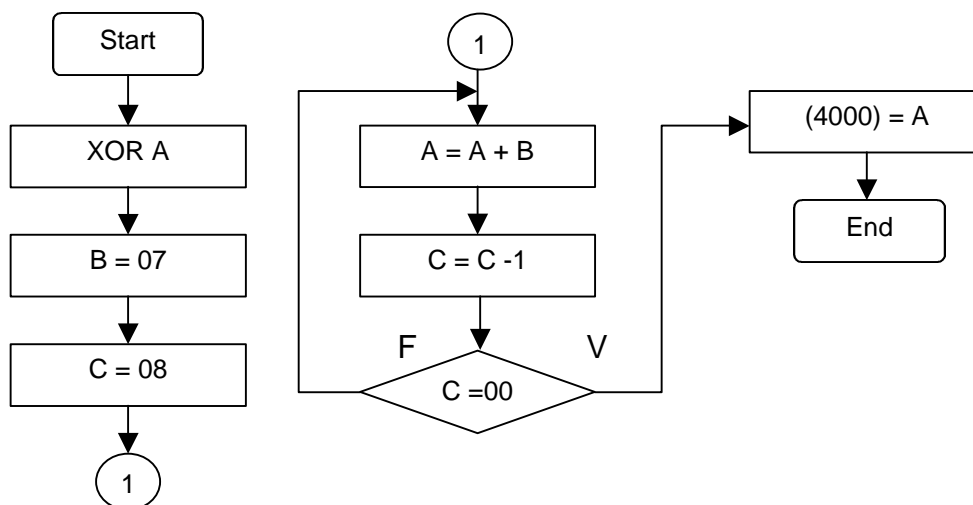 Start
XOR A
B = 07
C = 08
1
1
A = A + B
C = C -1
F
V
C =00
(4000) = A
End